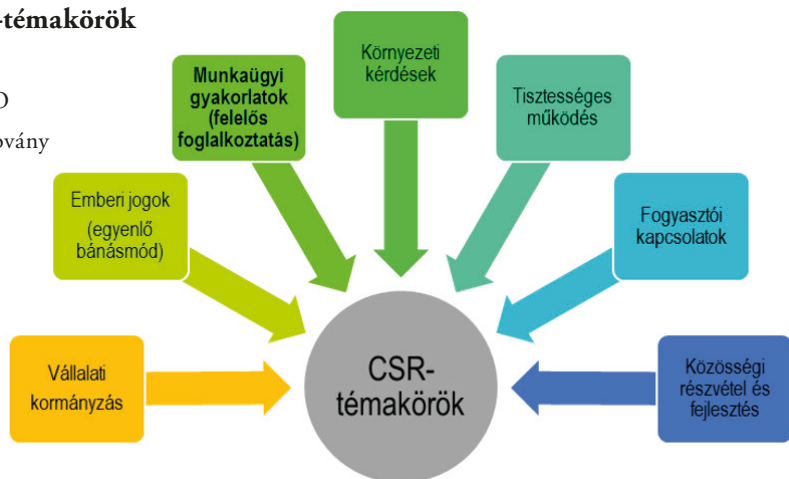 -témakörök
Munkaügyi
gyakorlatok
(felelős
foglalkoztatás)
Környezeti
kérdések
Tisztességes
működés
Emberi jogok
(egyenlő
bánásmód)
Fogyasztói
kapcsolatok
Vállalati
kormányzás
CSR-
témakörök
Közösségi
részvétel és
fejlesztés